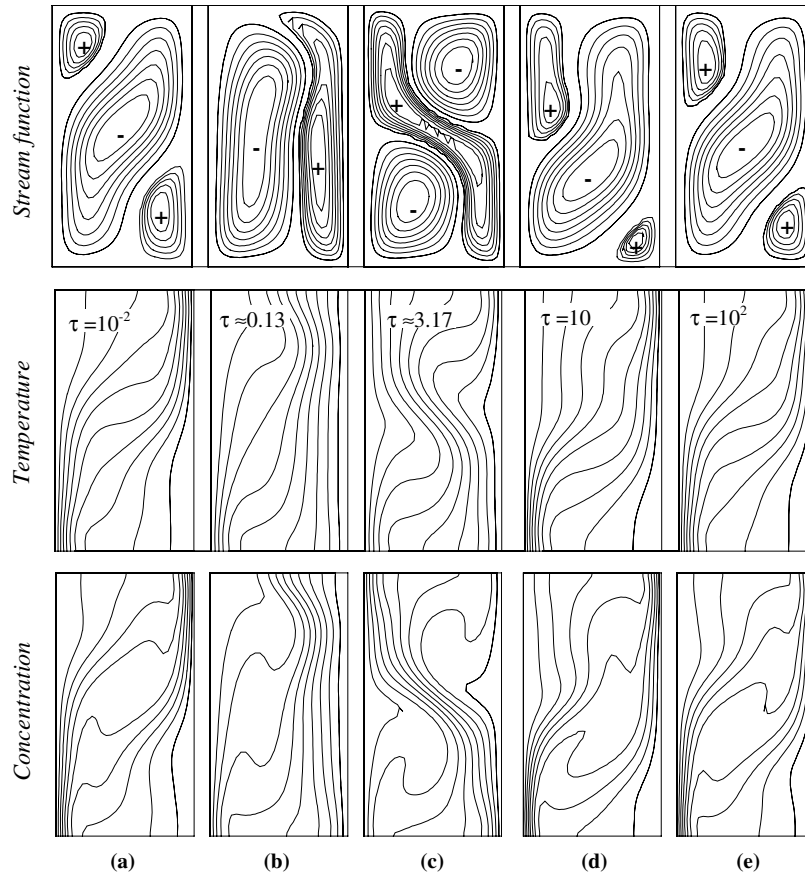 Stream function
+
-
+
-
+
+
-
-
+
-
+
+
-
+
Temperature
τ =10⁻²
τ ≈0.13
τ ≈3.17
τ =10
τ =10²
Concentration
(a)
(b)
(c)
(d)
(e)